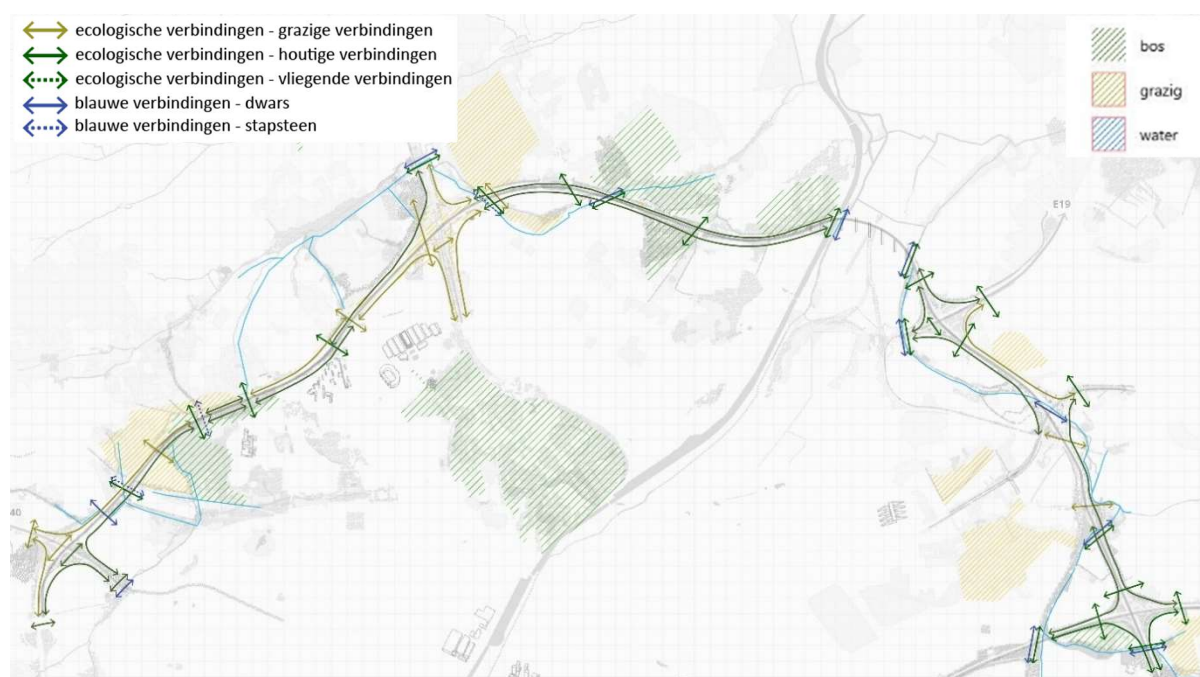 ecologische verbindingen - grazige verbindingen
ecologische verbindingen - houtige verbindingen
ecologische verbindingen - vliegende verbindingen
blauwe verbindingen - dwars
blauwe verbindingen - stapsteen
bos
grazig
water
E19
40